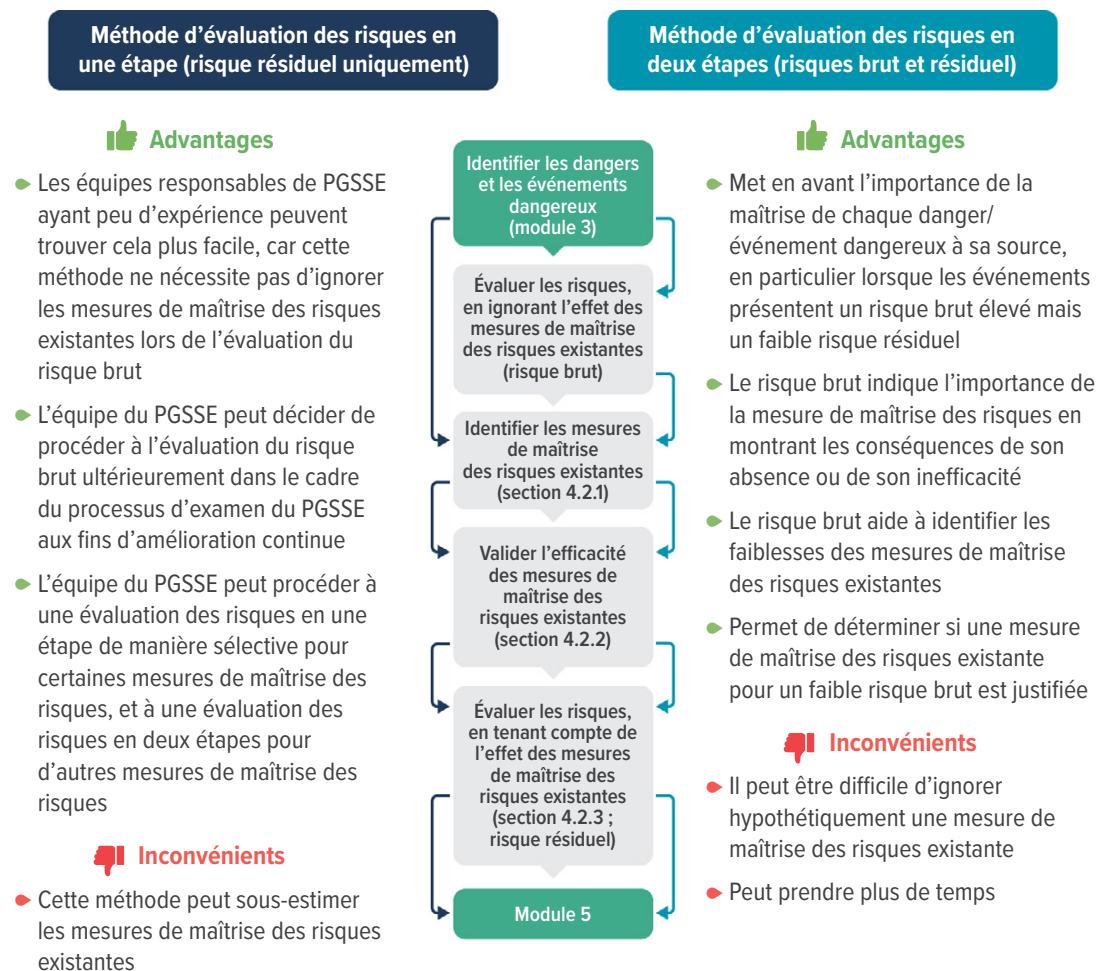 Méthode d’évaluation des risques en
une étape (risque résiduel uniquement)
Méthode d’évaluation des risques en
deux étapes (risques brut et résiduel)
Advantages
Les équipes responsables de PGSSE
ayant peu d’expérience peuvent
trouver cela plus facile, car cette
méthode ne nécessite pas d’ignorer
les mesures de maîtrise des risques
existantes lors de l’évaluation du
risque brut
L’équipe du PGSSE peut décider de
procéder à l’évaluation du risque
brut ultérieurement dans le cadre
du processus d’examen du PGSSE
aux fins d’amélioration continue
L’équipe du PGSSE peut procéder à
une évaluation des risques en une
étape de manière sélective pour
certaines mesures de maîtrise des
risques, et à une évaluation des
risques en deux étapes pour
d’autres mesures de maîtrise des
risques
Inconvénients
Cette méthode peut sous-estimer
les mesures de maîtrise des risques
existantes
Identifier les dangers
et les événements
dangereux
(module 3)
Évaluer les risques,
en ignorant l’effet des
mesures de maîtrise
des risques existantes
(risque brut)
Identifier les mesures
de maîtrise
des risques existantes
(section 4.2.1)
Valider l’efficacité
des mesures de
maîtrise des
risques existantes
(section 4.2.2)
Évaluer les risques,
en tenant compte de
l’effet des mesures
de maîtrise des
risques existantes
(section 4.2.3 ;
risque résiduel)
Module 5
Advantages
Met en avant l’importance de la
maîtrise de chaque danger/
événement dangereux à sa source,
en particulier lorsque les événements
présentent un risque brut élevé mais
un faible risque résiduel
Le risque brut indique l’importance de
la mesure de maîtrise des risques en
montrant les conséquences de son
absence ou de son inefficacité
Le risque brut aide à identifier les
faiblesses des mesures de maîtrise
des risques existantes
Permet de déterminer si une mesure
de maîtrise des risques existante
pour un faible risque brut est justifiée
Inconvénients
Il peut être difficile d’ignorer
hypothétiquement une mesure de
maîtrise des risques existante
Peut prendre plus de temps